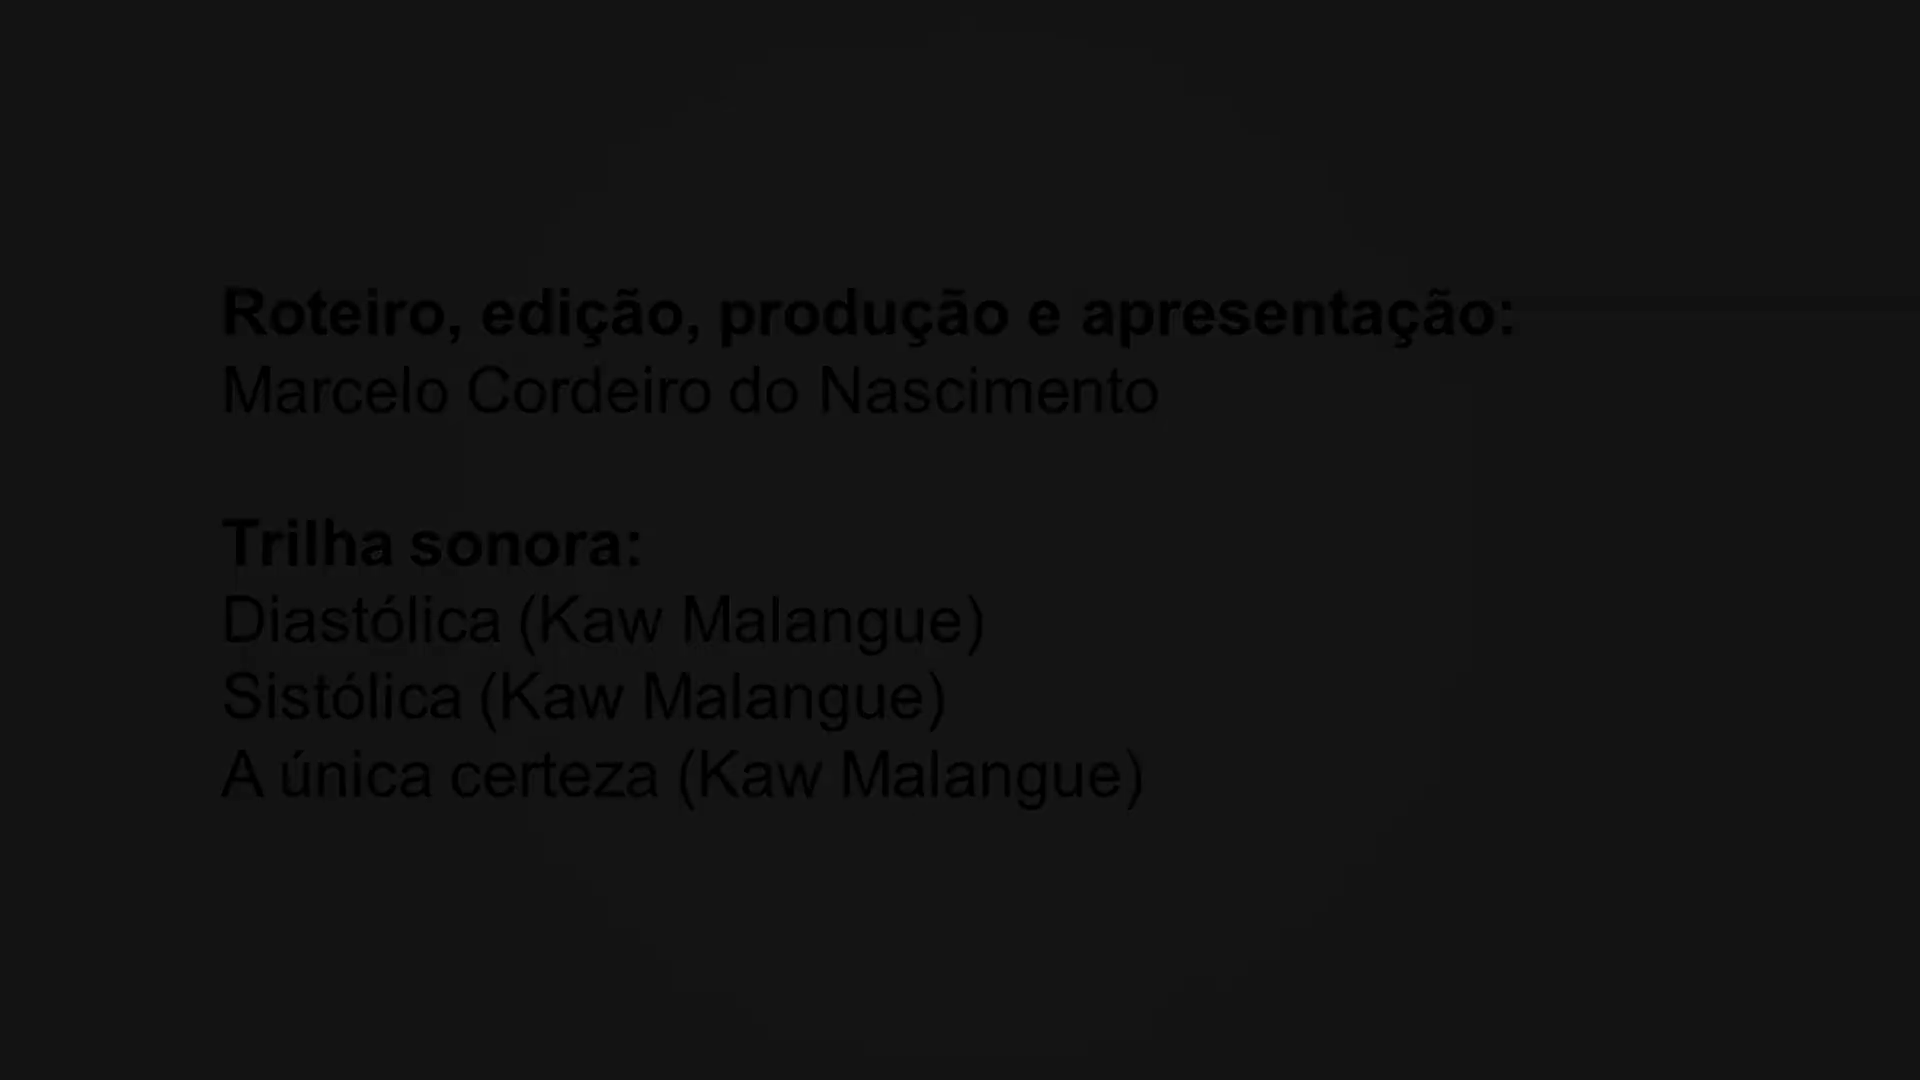 Roteiro, edição, produção e apresentação:
Marcelo Cordeiro do Nascimento
Trilha sonora:
Diastólica (Kaw Malangue)
Sistólica (Kaw Malangue)
A única certeza (Kaw Malangue)